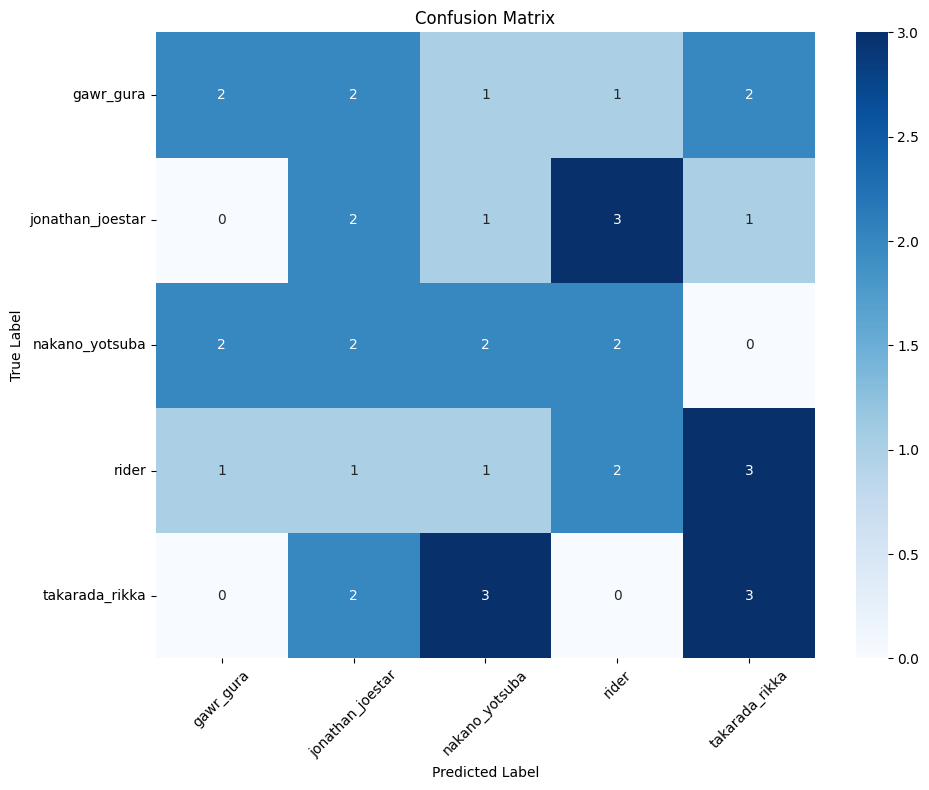 Confusion Matrix
True Label
gawr_gura 2 2 1 1 2
jonathan_joestar 0 2 1 3 1
nakano_yotsuba 2 2 2 2 0
rider 1 1 1 2 3
takarada_rikka 0 2 3 0 3
gawr_gura jonathan_joestar nakano_yotsuba rider takarada_rikka
Predicted Label
3.0
2.5
2.0
1.5
1.0
0.5
0.0